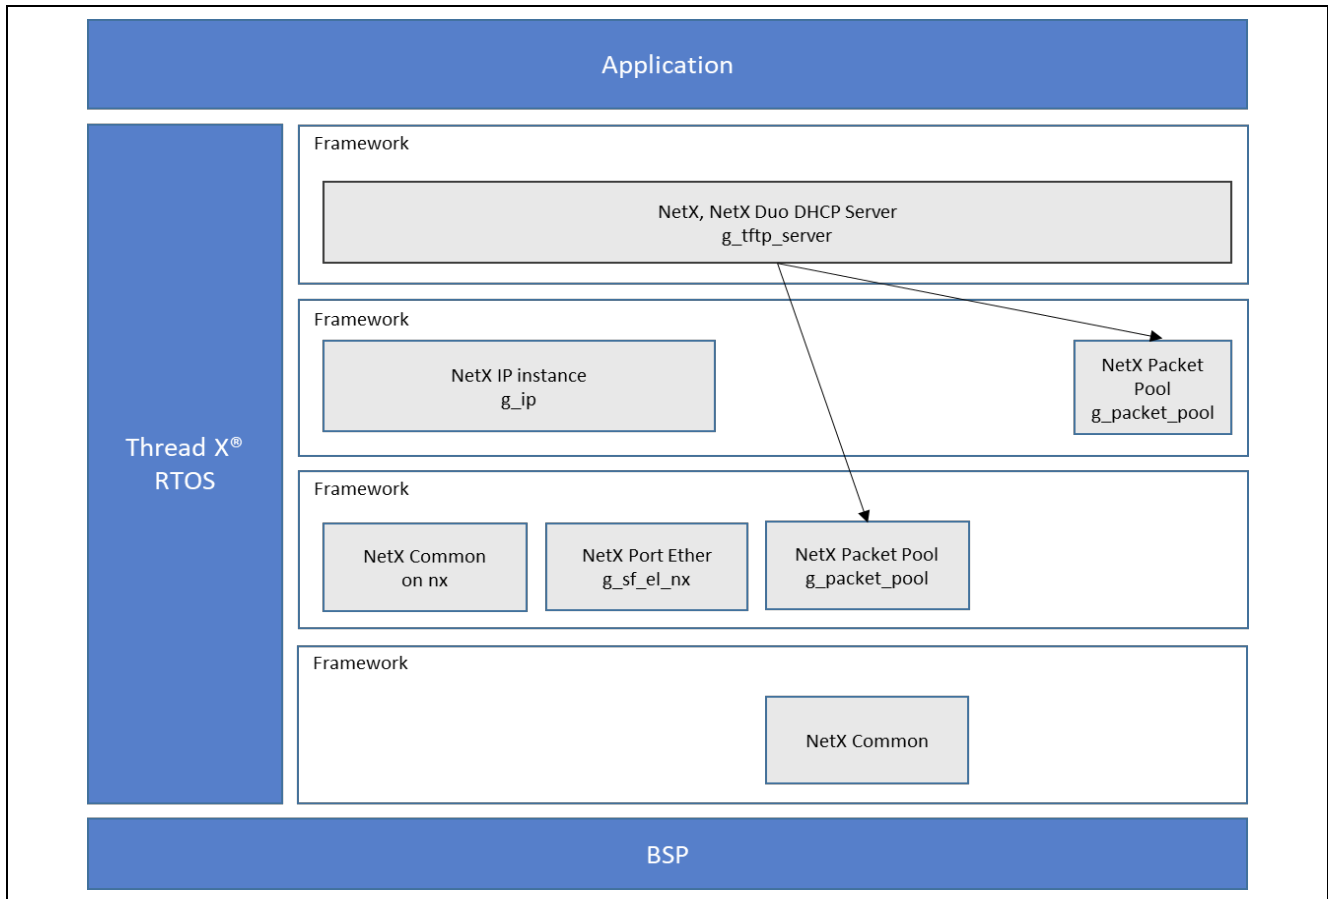 Application
Framework
NetX, NetX Duo DHCP Server
g_tftp_server
Framework
NetX IP instance
g_ip
NetX Packet
Pool
g_packet_pool
Thread X®
RTOS
Framework
NetX Common
on nx
NetX Port Ether
g_sf_el_nx
NetX Packet Pool
g_packet_pool
Framework
NetX Common
BSP